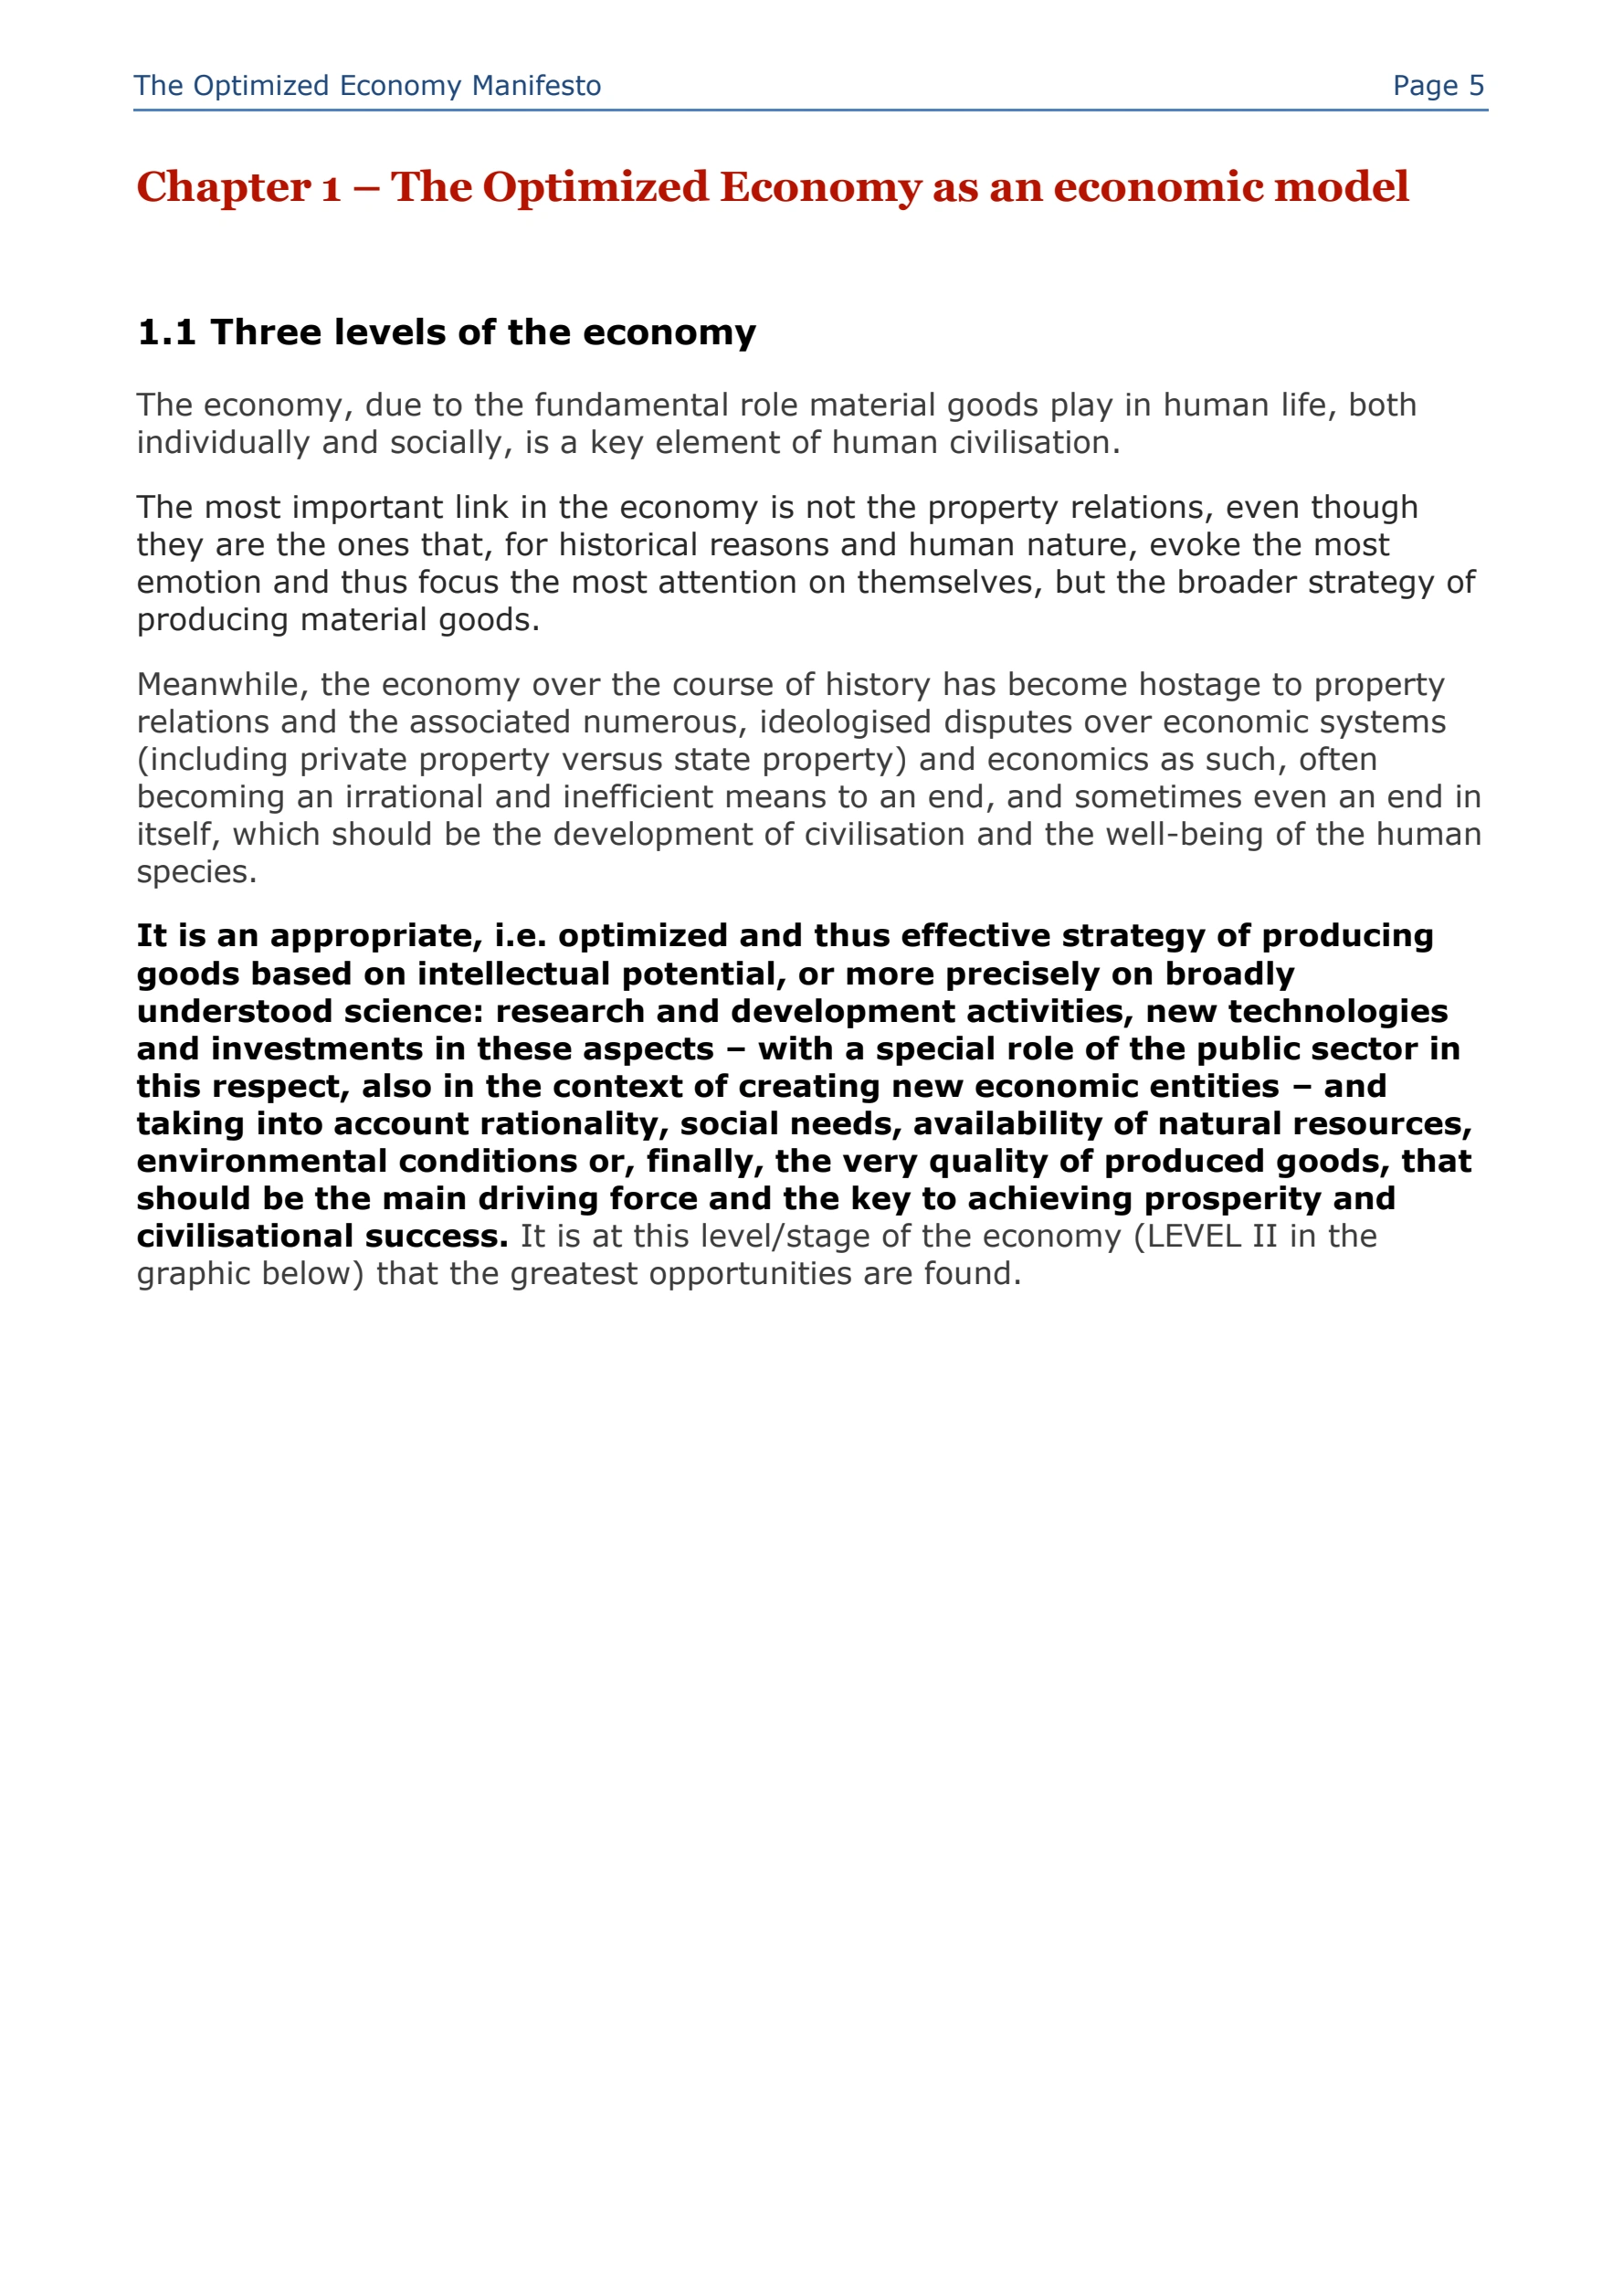 The Optimized Economy Manifesto Page 5
Chapter 1 – The Optimized Economy as an economic model
1.1 Three levels of the economy
The economy, due to the fundamental role material goods play in human life, both
individually and socially, is a key element of human civilisation.
The most important link in the economy is not the property relations, even though
they are the ones that, for historical reasons and human nature, evoke the most
emotion and thus focus the most attention on themselves, but the broader strategy of
producing material goods.
Meanwhile, the economy over the course of history has become hostage to property
relations and the associated numerous, ideologised disputes over economic systems
(including private property versus state property) and economics as such, often
becoming an irrational and inefficient means to an end, and sometimes even an end in
itself, which should be the development of civilisation and the well-being of the human
species.
It is an appropriate, i.e. optimized and thus effective strategy of producing
goods based on intellectual potential, or more precisely on broadly
understood science: research and development activities, new technologies
and investments in these aspects – with a special role of the public sector in
this respect, also in the context of creating new economic entities – and
taking into account rationality, social needs, availability of natural resources,
environmental conditions or, finally, the very quality of produced goods, that
should be the main driving force and the key to achieving prosperity and
civilisational success. It is at this level/stage of the economy (LEVEL II in the
graphic below) that the greatest opportunities are found.